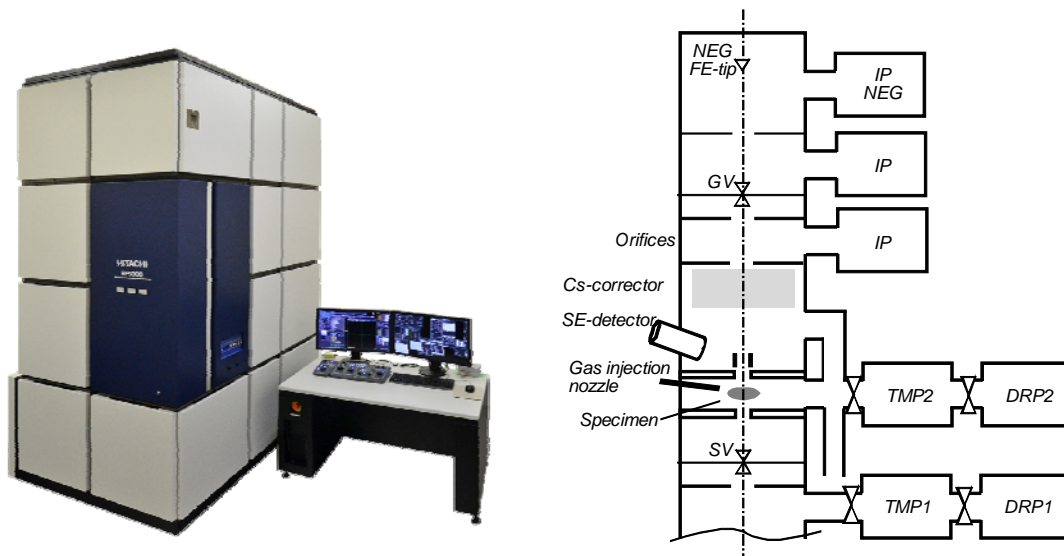 HITACHI
NEG
FE-tip
IP
NEG
IP
GV
Orifices
IP
Cs-corrector
SE-detector
Gas injection
nozzle
Specimen
TMP2
DRP2
SV
TMP1
DRP1